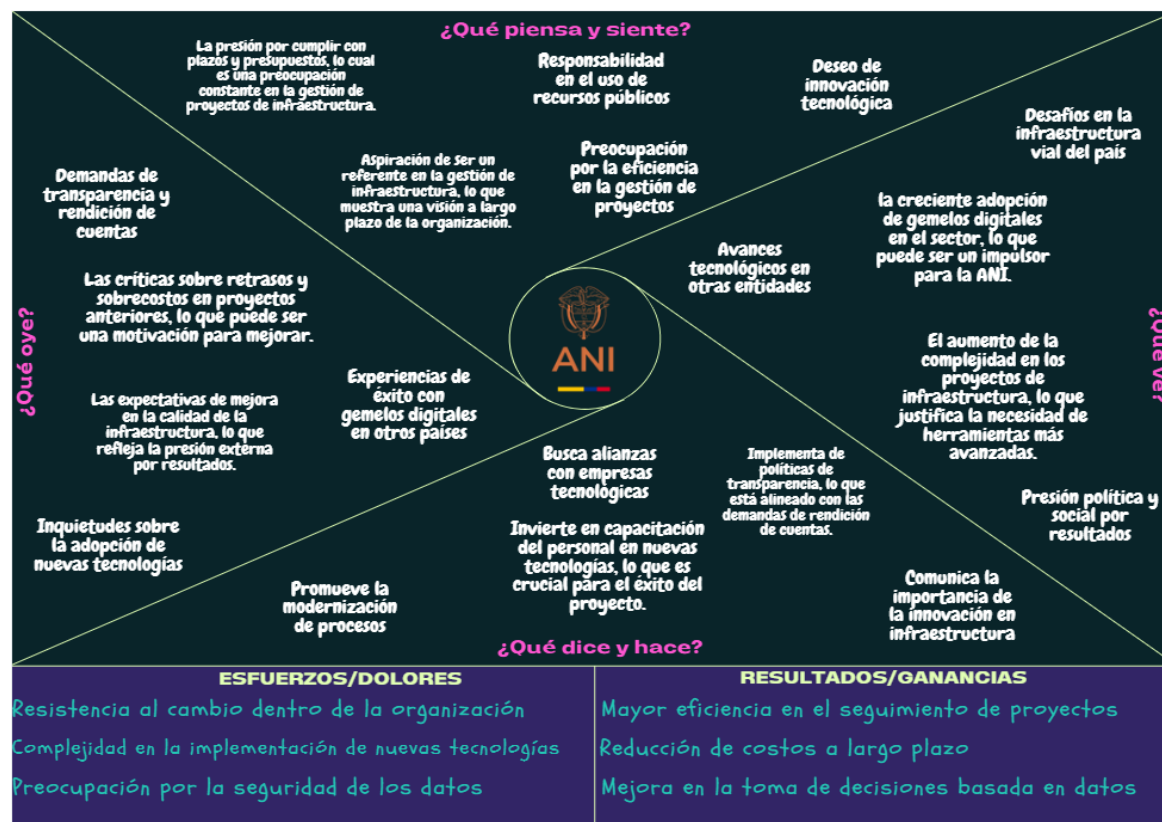 ¿Qué piensa y siente?
La presión por cumplir con
plazos y presupuestos, lo cual
es una preocupación
constante en la gestión de
proyectos de infraestructura.
Responsabilidad
en el uso de
recursos públicos
Deseo de
innovación
tecnológica
Aspiración de ser un
referente en la gestión de
infraestructura, lo que
muestra una visión a largo
plazo de la organización.
Preocupación
por la eficiencia
en la gestión de
proyectos
¿Qué oye?
Demandas de
transparencia y
rendición de
cuentas
Las críticas sobre retrasos y
sobrecostos en proyectos
anteriores, lo que puede ser
una motivación para mejorar.
Las expectativas de mejora
en la calidad de la
infraestructura, lo que
refleja la presión externa
por resultados.
Experiencias de
éxito con
gemelos digitales
en otros países
Inquietudes sobre
la adopción de
nuevas tecnologías
ANI
¿Qué ve?
Desafíos en la
infraestructura
vial del país
la creciente adopción
de gemelos digitales
en el sector, lo que
puede ser un impulsor
para la ANI.
Avances
tecnológicos en
otras entidades
El aumento de la
complejidad en los
proyectos de
infraestructura, lo que
justifica la necesidad de
herramientas más
avanzadas.
Presión política y
social por
resultados
Busca alianzas
con empresas
tecnológicas
Implementa de
políticas de
transparencia, lo que
está alineado con las
demandas de rendición
de cuentas.
Invierte en capacitación
del personal en nuevas
tecnologías, lo que es
crucial para el éxito del
proyecto.
Promueve la
modernización
de procesos
Comunica la
importancia de
la innovación en
infraestructura
¿Qué dice y hace?
ESFUERZOS/DOLORES
Resistencia al cambio dentro de la organización
Complejidad en la implementación de nuevas tecnologías
Preocupación por la seguridad de los datos
RESULTADOS/GANANCIAS
Mayor eficiencia en el seguimiento de proyectos
Reducción de costos a largo plazo
Mejora en la toma de decisiones basada en datos